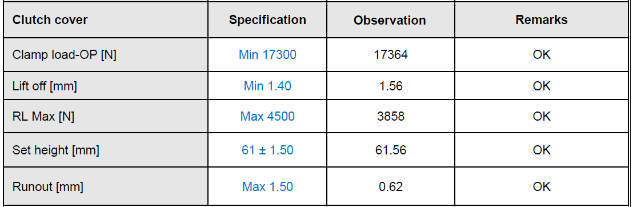 Clutch cover Specification Observation Remarks
Clamp load-OP [N] Min 17300 17364 OK
Lift off [mm] Min 1.40 1.56 OK
RL Max [N] Max 4500 3858 OK
Set height [mm] 61 ± 1.50 61.56 OK
Runout [mm] Max 1.50 0.62 OK